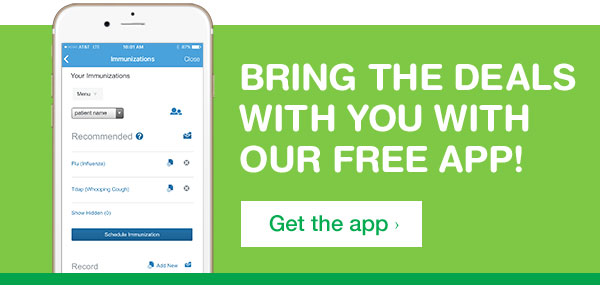 AT&T LTE 10:01 AM 87%
Immunizations Close
Your Immunizations
Menu
patient name
Recommended ?
Flu (Influenza)
Tdap (Whooping Cough)
Show Hidden (0)
Schedule Immunization
Record Add New
BRING THE DEALS
WITH YOU WITH
OUR FREE APP!
Get the app ›